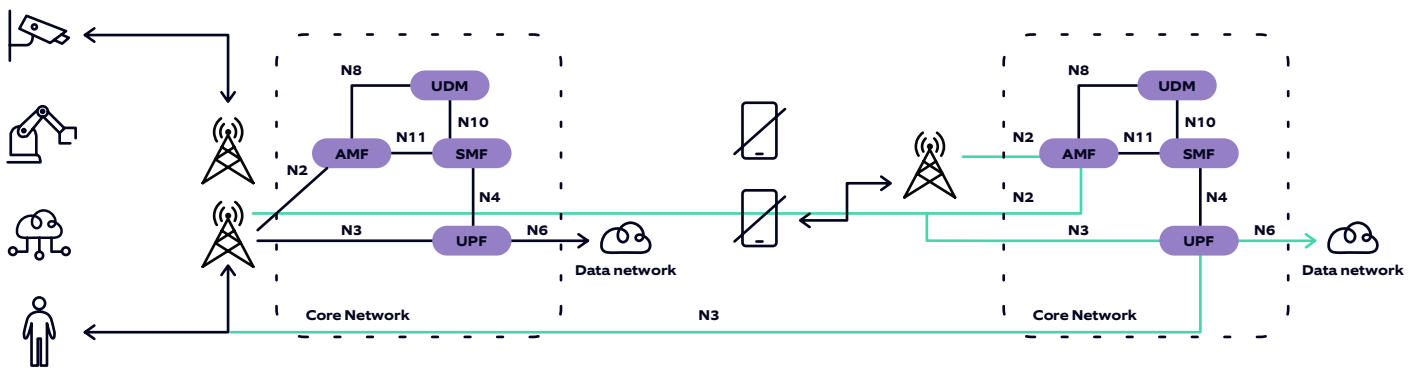 N8
UDM
N10
N11
AMF
SMF
N2
N4
N3
UPF
N6
Data network
Core Network
N3
N8
UDM
N10
N2
N11
AMF
SMF
N2
N4
N3
UPF
N6
Data network
Core Network